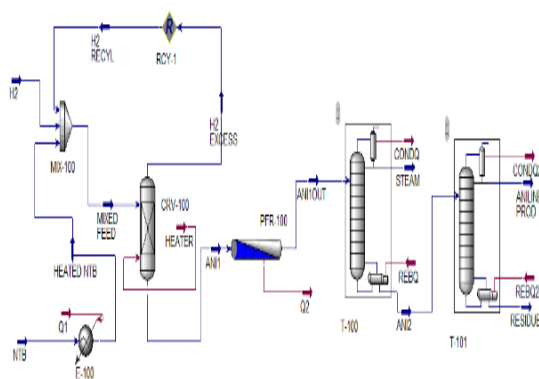 H2
RECYL
RCY-1
H2
MIX-100
H2
EXCESS
MIXED
FEED
CRV-100
HEATER
HEATED NTB
Q1
NTB
E-100
ANI1
PFR-100
Q2
ANI1OUT
CONDQ
STEAM
REBQ
T-100
ANI2
CONDQ2
ANILINE
PROD
REBQ2
RESIDUE
T-101
R